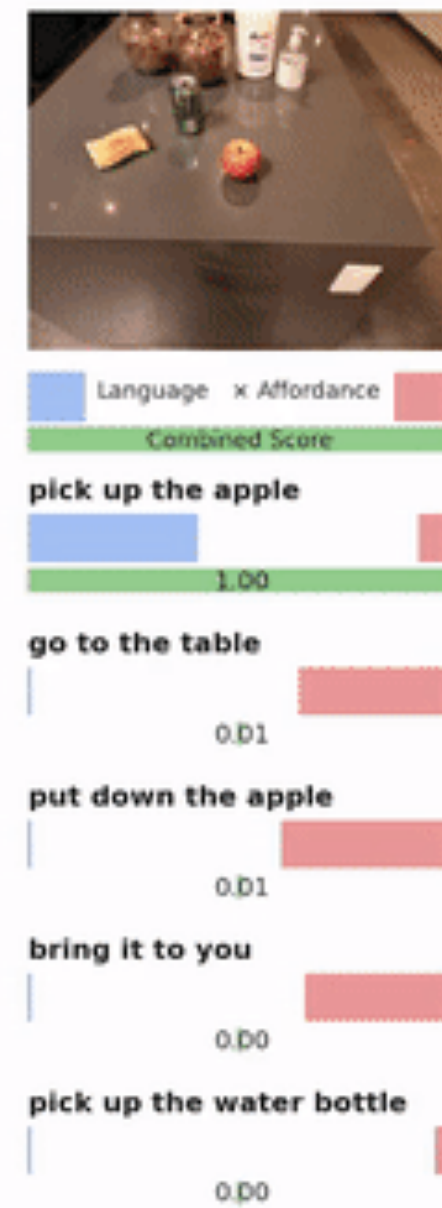 Language × Affordance
Combined Score
pick up the apple
1.00
go to the table
0.01
put down the apple
0.01
bring it to you
0.00
pick up the water bottle
0.00